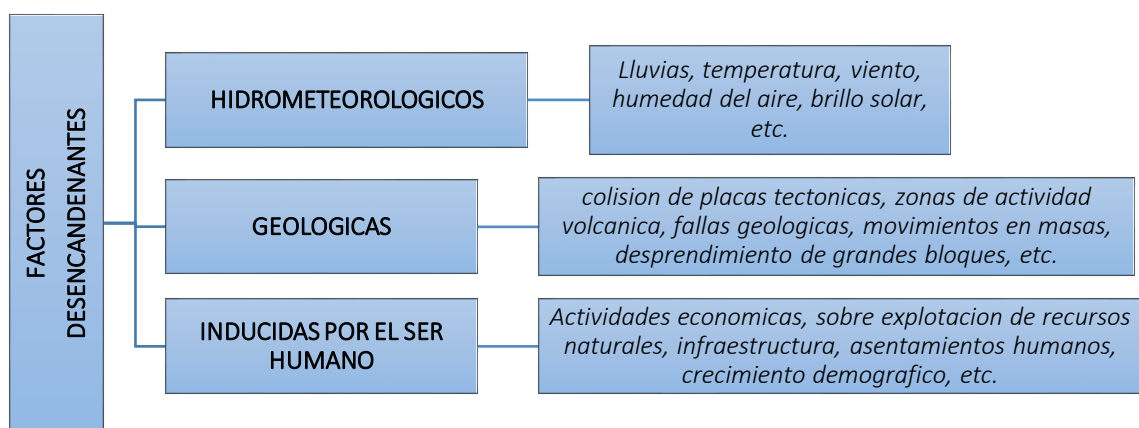 FACTORES
DESENCANDENANTES
HIDROMETEOROLOGICOS
Lluvias, temperatura, viento,
humedad del aire, brillo solar,
etc.
GEOLOGICAS
colision de placas tectonicas, zonas de actividad
volcanica, fallas geologicas, movimientos en masas,
desprendimiento de grandes bloques, etc.
INDUCIDAS POR EL SER
HUMANO
Actividades economicas, sobre explotacion de recursos
naturales, infraestructura, asentamientos humanos,
crecimiento demografico, etc.